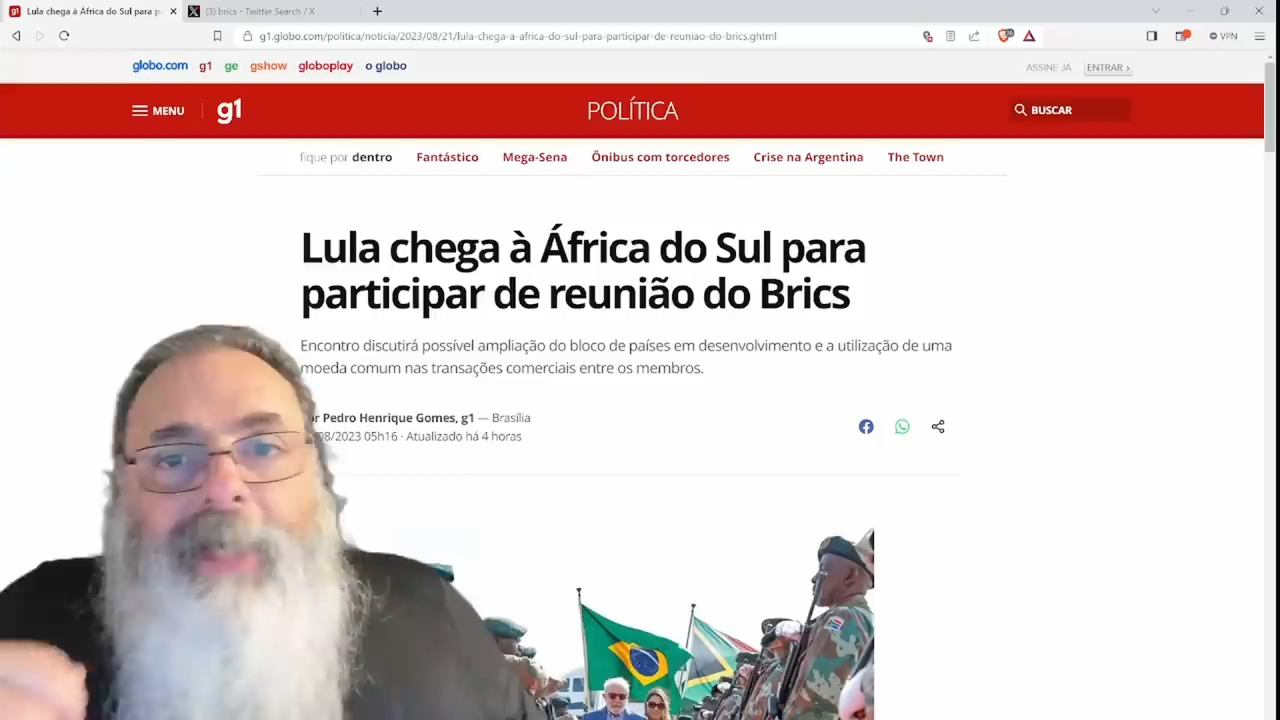 Lula chega à África do Sul para p
(3) brics - Twitter Search / X
g1.globo.com/politica/noticia/2023/08/21/lula-chega-a-africa-do-sul-para-participar-de-reuniao-do-brics.ghtml
VPN
globo.com g1 ge gshow globoplay o globo
ASSINE JÁ ENTRAR ›
MENU g1 POLÍTICA BUSCAR
fique por dentro Fantástico Mega-Sena Ônibus com torcedores Crise na Argentina The Town
Lula chega à África do Sul para
participar de reunião do Brics
Encontro discutirá possível ampliação do bloco de países em desenvolvimento e a utilização de uma
moeda comum nas transações comerciais entre os membros.
Pedro Henrique Gomes, g1 — Brasília
08/2023 05h16 · Atualizado há 4 horas